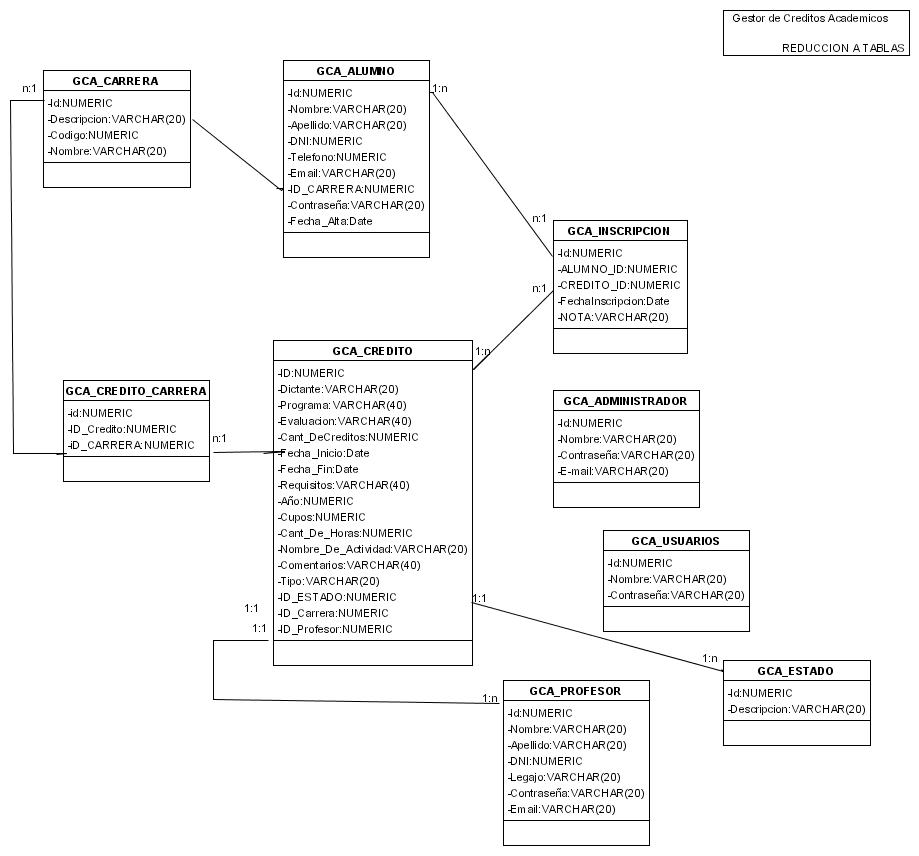 Gestor de Creditos Academicos
REDUCCION A TABLAS
n:1
GCA_CARRERA
-Id:NUMERIC
-Descripcion:VARCHAR(20)
-Codigo:NUMERIC
-Nombre:VARCHAR(20)
GCA_ALUMNO
-Id:NUMERIC
-Nombre:VARCHAR(20)
-Apellido:VARCHAR(20)
-DNI:NUMERIC
-Telefono:NUMERIC
-Email:VARCHAR(20)
-ID_CARRERA:NUMERIC
-Contraseña:VARCHAR(20)
-Fecha_Alta:Date
1:n
n:1
GCA_INSCRIPCION
-Id:NUMERIC
-ALUMNO_ID:NUMERIC
-CREDITO_ID:NUMERIC
-FechaInscripcion:Date
-NOTA:VARCHAR(20)
n:1
1:n
GCA_CREDITO
-ID:NUMERIC
-Dictante:VARCHAR(20)
-Programa:VARCHAR(40)
-Evaluacion:VARCHAR(40)
-Cant_DeCreditos:NUMERIC
-Fecha_Inicio:Date
-Fecha_Fin:Date
-Requisitos:VARCHAR(40)
-Año:NUMERIC
-Cupos:NUMERIC
-Cant_De_Horas:NUMERIC
-Nombre_De_Actividad:VARCHAR(20)
-Comentarios:VARCHAR(40)
-Tipo:VARCHAR(20)
-ID_ESTADO:NUMERIC
-ID_Carrera:NUMERIC
-ID_Profesor:NUMERIC
GCA_CREDITO_CARRERA
-id:NUMERIC
-ID_Credito:NUMERIC
-ID_CARRERA:NUMERIC
n:1
GCA_ADMINISTRADOR
-Id:NUMERIC
-Nombre:VARCHAR(20)
-Contraseña:VARCHAR(20)
-E-mail:VARCHAR(20)
GCA_USUARIOS
-Id:NUMERIC
-Nombre:VARCHAR(20)
-Contraseña:VARCHAR(20)
1:1
1:1
1:1
1:n
GCA_ESTADO
-Id:NUMERIC
-Descripcion:VARCHAR(20)
1:n
GCA_PROFESOR
-Id:NUMERIC
-Nombre:VARCHAR(20)
-Apellido:VARCHAR(20)
-DNI:NUMERIC
-Legajo:VARCHAR(20)
-Contraseña:VARCHAR(20)
-Email:VARCHAR(20)